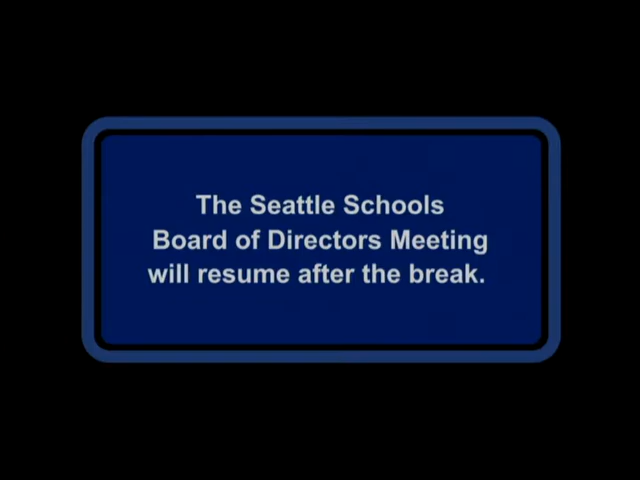 The Seattle Schools
Board of Directors Meeting
will resume after the break.